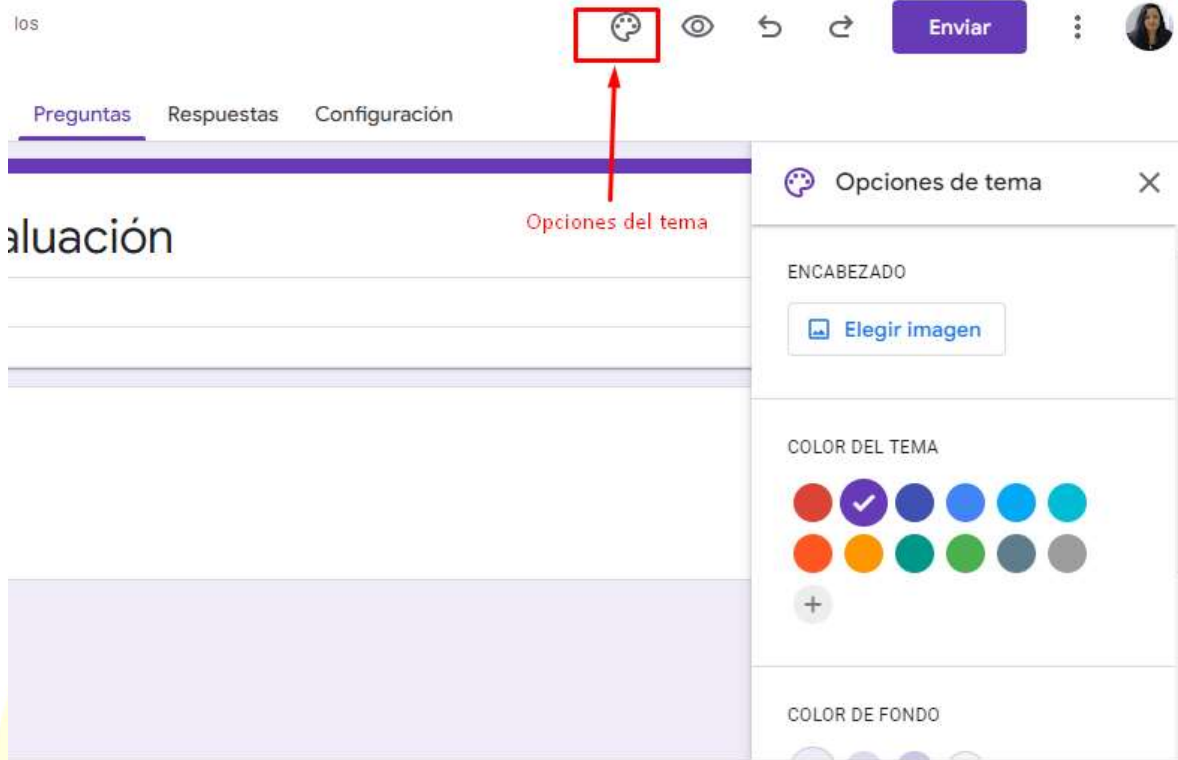 los
Enviar
Preguntas Respuestas Configuración
Opciones de tema
Opciones del tema
aluación
ENCABEZADO
Elegir imagen
COLOR DEL TEMA
COLOR DE FONDO